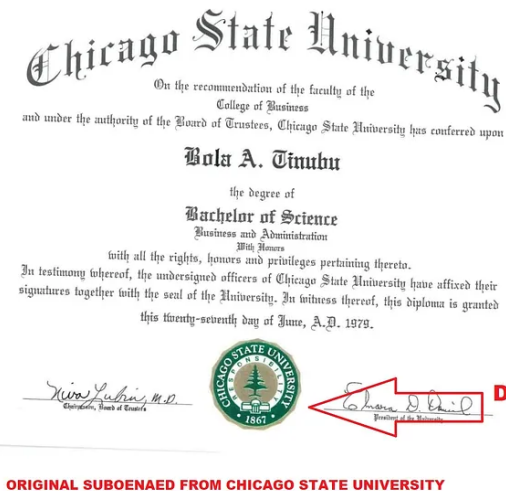 Chicago State University
On the recommendation of the faculty of the
College of Business
and under the authority of the Board of Trustees, Chicago State University has conferred upon
Bola A. Tinubu
the degree of
Bachelor of Science
Business and Administration
With Honors
with all the rights, honors and privileges pertaining thereto.
In testimony whereof, the undersigned officers of Chicago State University have affixed their
signatures together with the seal of the University. In witness thereof, this diploma is granted
this twenty-seventh day of June, A.D. 1979.
CHICAGO STATE UNIVERSITY
RESPONSIBILITY
1867
Niva Lubin, M.D.
Board of Trustees
D
President of the University
ORIGINAL SUBOENAED FROM CHICAGO STATE UNIVERSITY